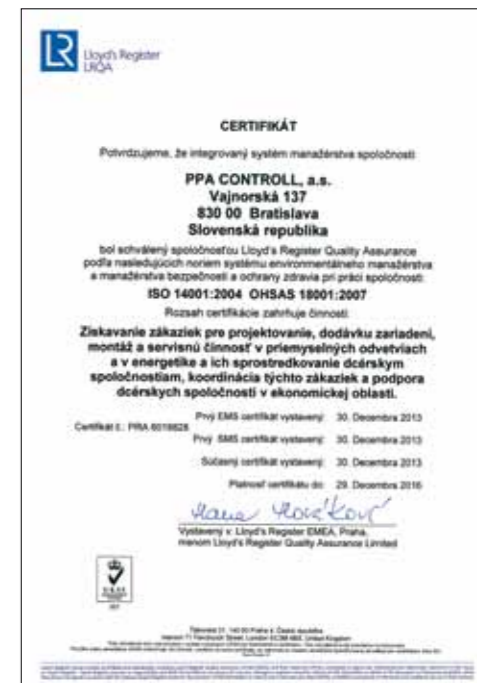 LR
Lloyd's Register
LRQA
CERTIFIKÁT
Potvrdzujeme, že integrovaný systém manažérstva spoločnosti
PPA CONTROLL, a.s.
Vajnorská 137
830 00 Bratislava
Slovenská republika
bol schválený spoločnosťou Lloyd's Register Quality Assurance
podľa nasledujúcich noriem systému environmentálneho manažérstva
a manažérstva bezpečnosti a ochrany zdravia pri práci spoločnosti:
ISO 14001:2004 OHSAS 18001:2007
Rozsah certifikácie zahrňuje činnosti:
Získavanie zákaziek pre projektovanie, dodávku zariadení,
montáž a servisnú činnosť v priemyselných odvetviach
a v energetike a ich sprostredkovanie dcérskym
spoločnostiam, koordinácia týchto zákaziek a podpora
dcérskych spoločností v ekonomickej oblasti.
Prvý EMS certifikát vystavený: 30. Decembra 2013
Certifikát č.: PRA 6018828
Prvý SMS certifikát vystavený: 30. Decembra 2013
Súčasný certifikát vystavený: 30. Decembra 2013
Platnosť certifikátu do: 29. Decembra 2016
Vystavený v: Lloyd's Register EMEA, Praha,
menom Lloyd's Register Quality Assurance Limited
UKAS